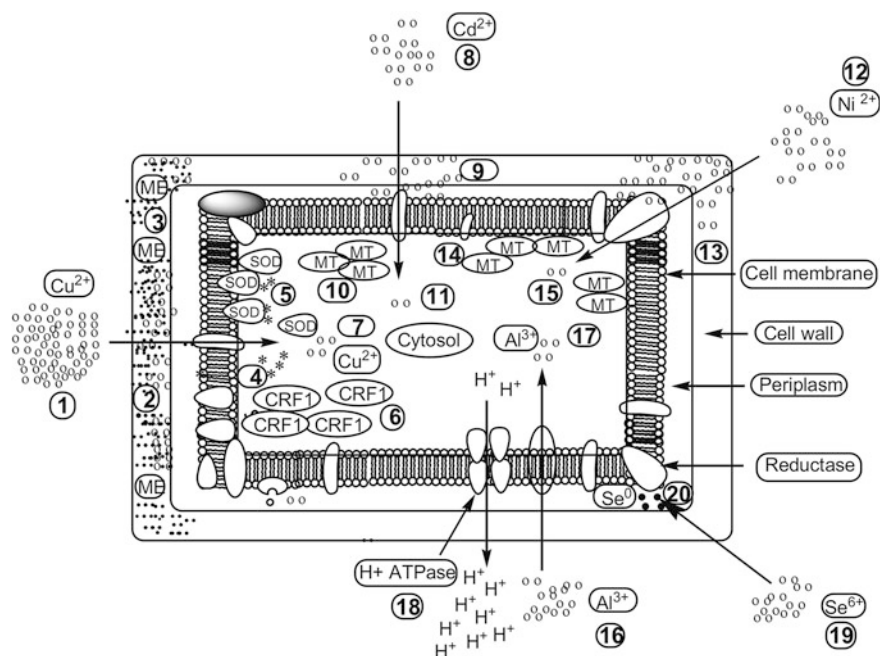 Cd2+
8
12
Ni 2+
9
ME
3
ME
SOD
SOD
SOD
SOD
5
MT
MT
MT
10
14
MT
MT
MT
13
11
15
MT
MT
Cell membrane
Cu2+
7
Cu2+
Cytosol
Al3+
17
Cell wall
1
2
4
CRF1
CRF1
CRF1
CRF1
6
H+
H+
Periplasm
ME
Reductase
Se0
20
H+ ATPase
18
H+
H+
H+
H+
H+
H+
H+
H+
H+
Al3+
16
Se6+
19